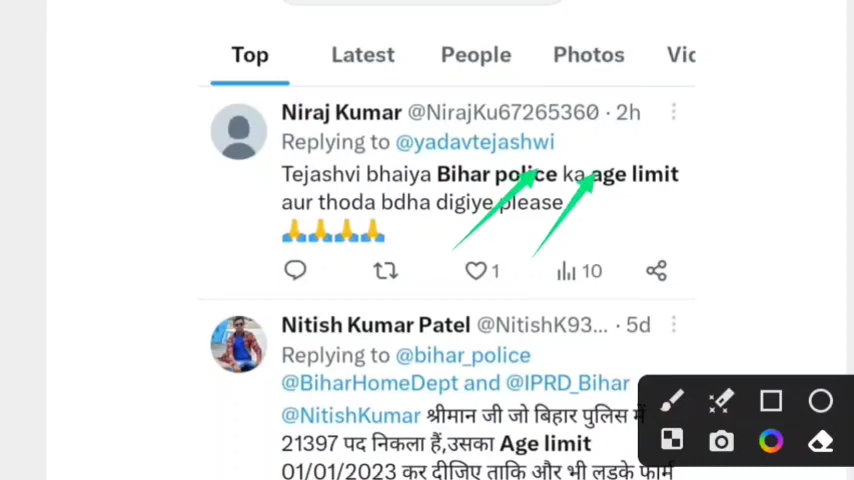 Top Latest People Photos Vic
Niraj Kumar @NirajKu67265360 · 2h
Replying to @yadavtejashwi
Tejashvi bhaiya Bihar police ka age limit
aur thoda bdha digiye please
🙏🙏🙏🙏
1 10
Nitish Kumar Patel @NitishK93... · 5d
Replying to @bihar_police
@BiharHomeDept and @IPRD_Bihar
@NitishKumar श्रीमान जी जो बिहार पुलिस में
21397 पद निकला हैं,उसका Age limit
01/01/2023 कर दीजिए ताकि और भी लड़के फॉर्म